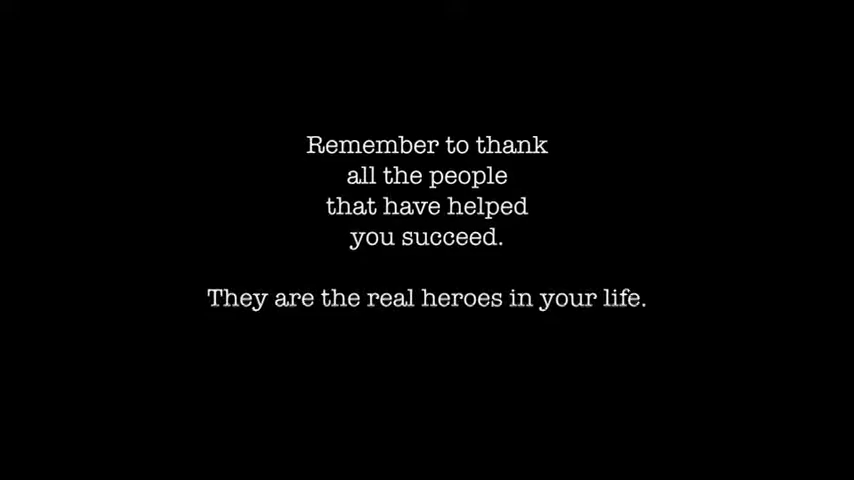 Remember to thank
all the people
that have helped
you succeed.
They are the real heroes in your life.